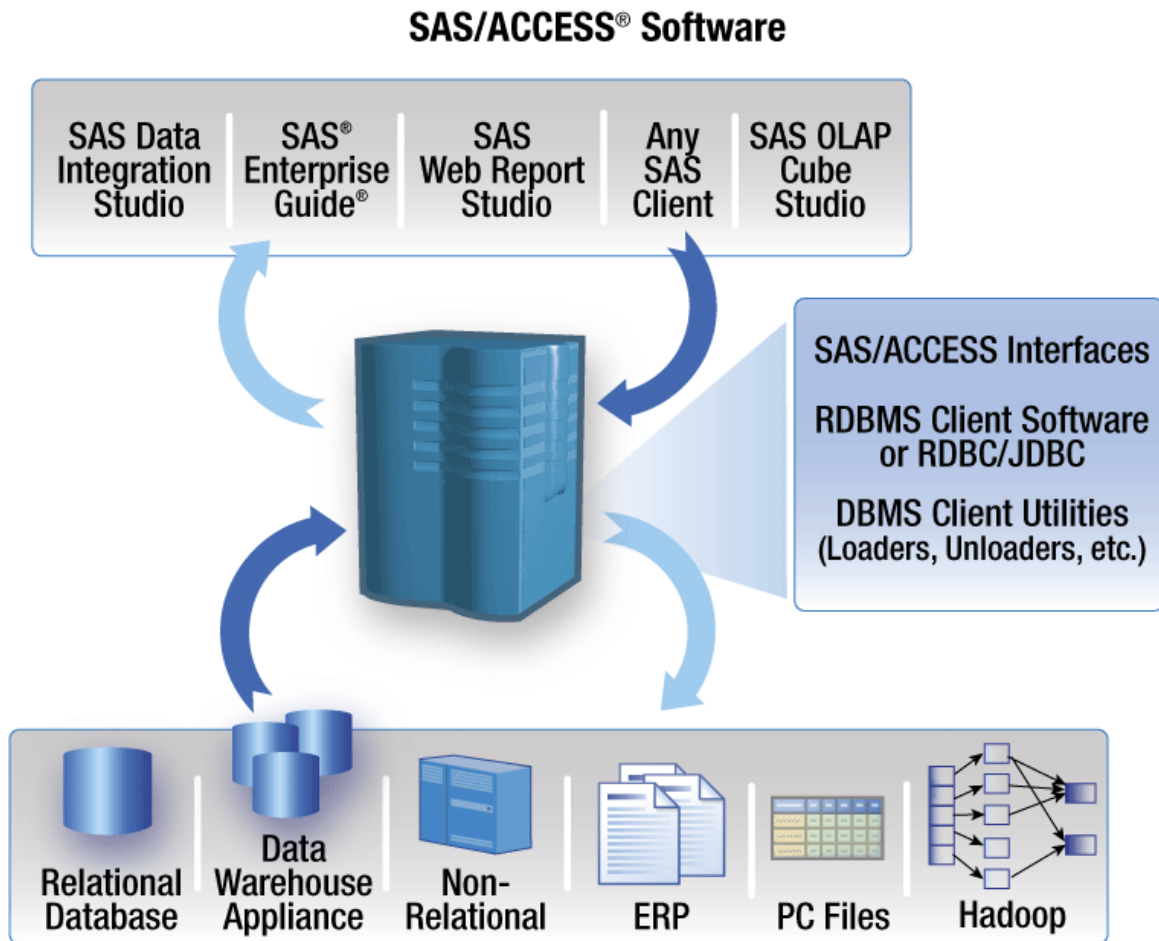 SAS/ACCESS® Software
SAS Data
Integration
Studio
SAS®
Enterprise
Guide®
SAS
Web Report
Studio
Any
SAS
Client
SAS OLAP
Cube
Studio
SAS/ACCESS Interfaces
RDBMS Client Software
or RDBC/JDBC
DBMS Client Utilities
(Loaders, Unloaders, etc.)
Relational
Database
Data
Warehouse
Appliance
Non-
Relational
ERP
PC Files
Hadoop